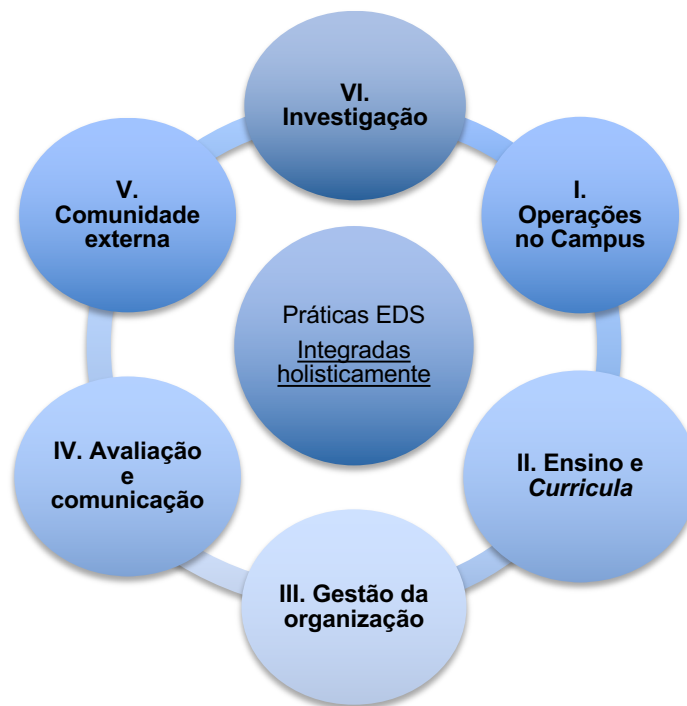 VI.
Investigação
I.
Operações
no Campus
II. Ensino e
Curricula
III. Gestão da
organização
IV. Avaliação
e
comunicação
V.
Comunidade
externa
Práticas EDS
Integradas
holisticamente